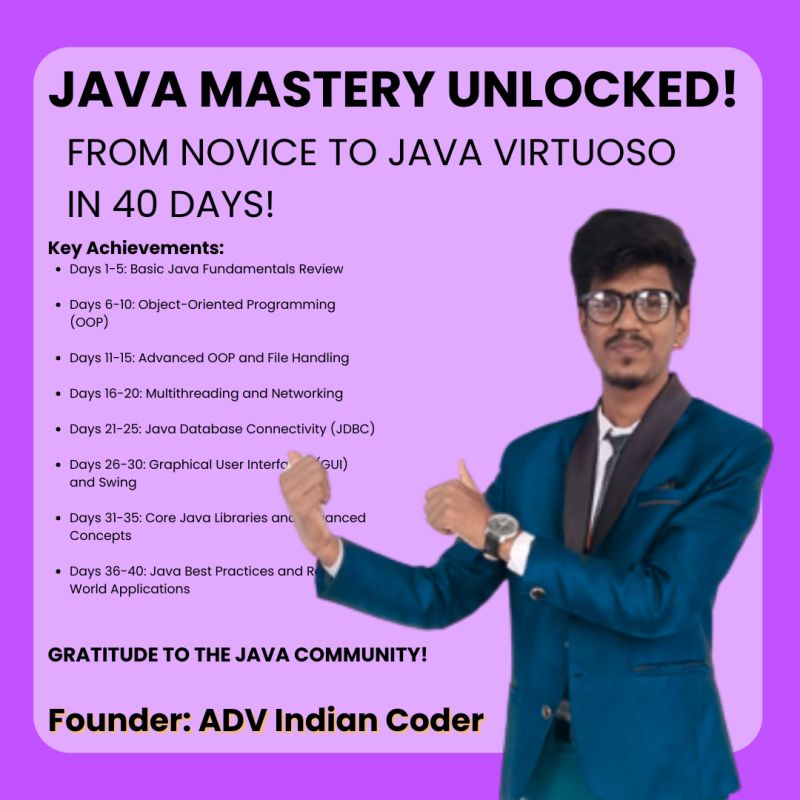 JAVA MASTERY UNLOCKED!
FROM NOVICE TO JAVA VIRTUOSO
IN 40 DAYS!
Key Achievements:
• Days 1-5: Basic Java Fundamentals Review
• Days 6-10: Object-Oriented Programming
(OOP)
• Days 11-15: Advanced OOP and File Handling
• Days 16-20: Multithreading and Networking
• Days 21-25: Java Database Connectivity (JDBC)
• Days 26-30: Graphical User (GUI)
and Swing
• Days 31-35: Core Java Libraries and
Concepts
• Days 36-40: Java Best Practices and
World Applications
GRATITUDE TO THE JAVA COMMUNITY!
Founder: ADV Indian Coder